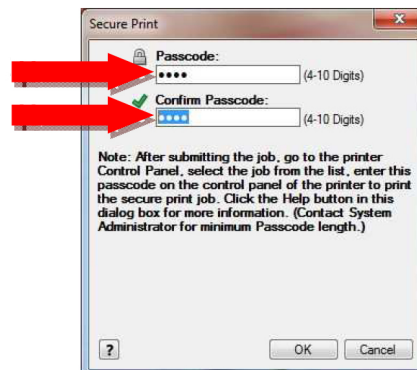 Secure Print
Passcode:
(4-10 Digits)
Confirm Passcode:
(4-10 Digits)
Note: After submitting the job, go to the printer
Control Panel, select the job from the list, enter this
passcode on the control panel of the printer to print
the secure print job. Click the Help button in this
dialog box for more information. (Contact System
Administrator for minimum Passcode length.)
?
OK Cancel